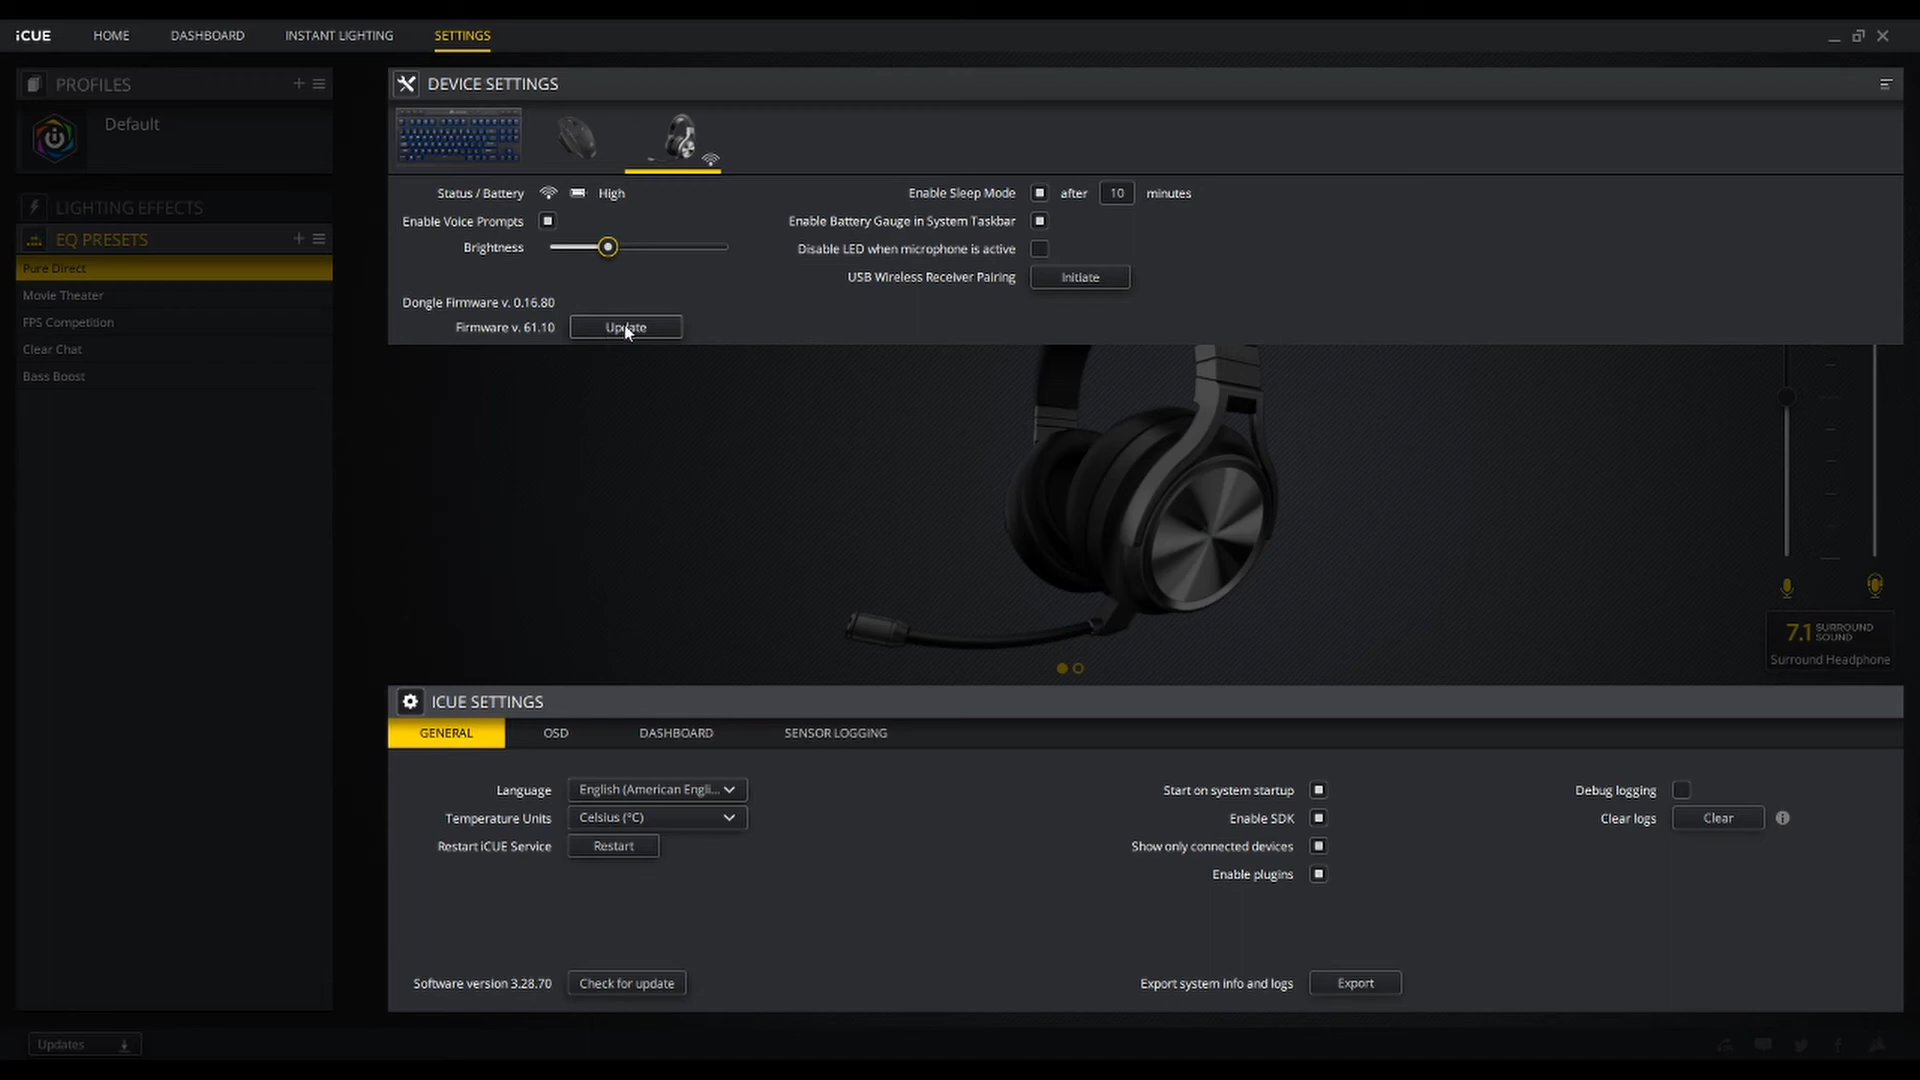 iCUE
HOME
DASHBOARD
INSTANT LIGHTING
SETTINGS
PROFILES
Default
LIGHTING EFFECTS
EQ PRESETS
Pure Direct
Movie Theater
FPS Competition
Clear Chat
Bass Boost
DEVICE SETTINGS
Status / Battery High
Enable Voice Prompts
Brightness
Dongle Firmware v. 0.16.80
Firmware v. 61.10 Update
Enable Sleep Mode after 10 minutes
Enable Battery Gauge in System Taskbar
Disable LED when microphone is active
USB Wireless Receiver Pairing Initiate
7.1 SURROUND SOUND
Surround Headphone
ICUE SETTINGS
GENERAL
OSD
DASHBOARD
SENSOR LOGGING
Language English (American Engli...
Temperature Units Celsius (°C)
Restart iCUE Service Restart
Start on system startup
Enable SDK
Show only connected devices
Enable plugins
Debug logging
Clear logs Clear
Software version 3.28.70 Check for update
Export system info and logs Export
Updates